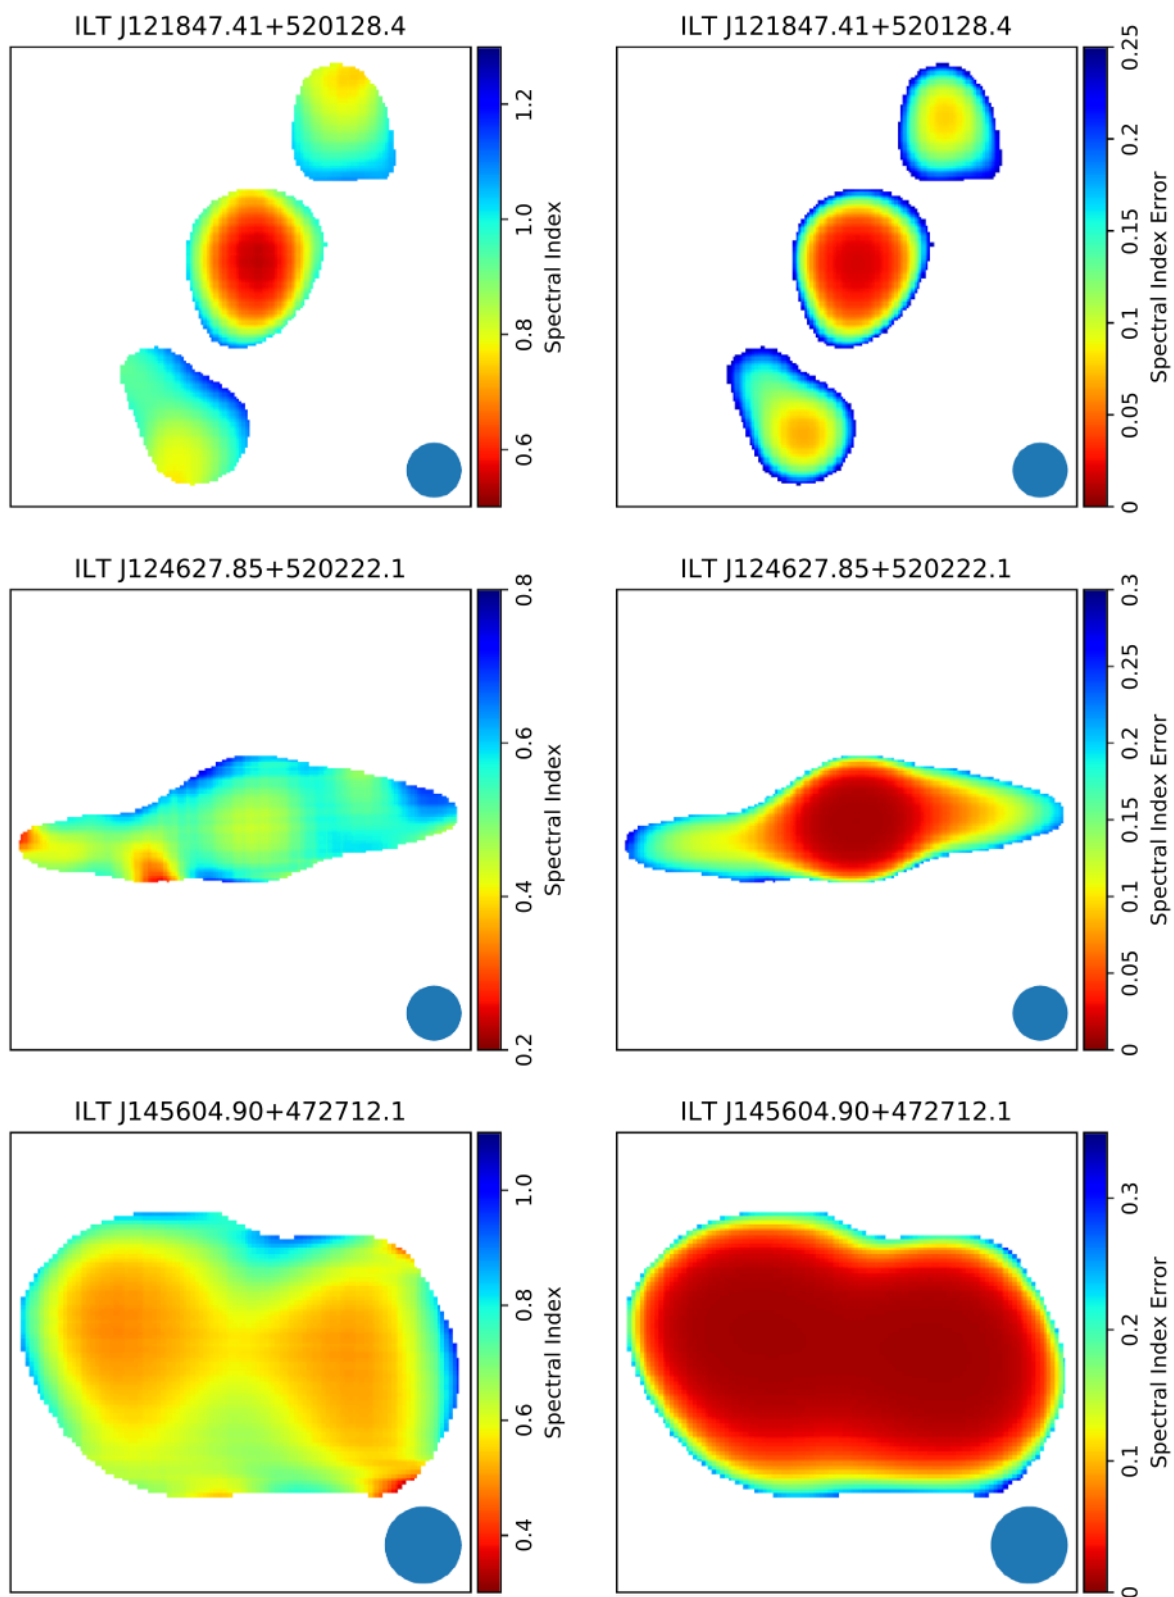 ILT J121847.41+520128.4
0.6
0.8
1.0
1.2
Spectral Index
ILT J121847.41+520128.4
0
0.05
0.1
0.15
0.2
0.25
Spectral Index Error
ILT J124627.85+520222.1
0.2
0.4
0.6
0.8
Spectral Index
ILT J124627.85+520222.1
0
0.05
0.1
0.15
0.2
0.25
0.3
Spectral Index Error
ILT J145604.90+472712.1
0.4
0.6
0.8
1.0
Spectral Index
ILT J145604.90+472712.1
0
0.1
0.2
0.3
Spectral Index Error